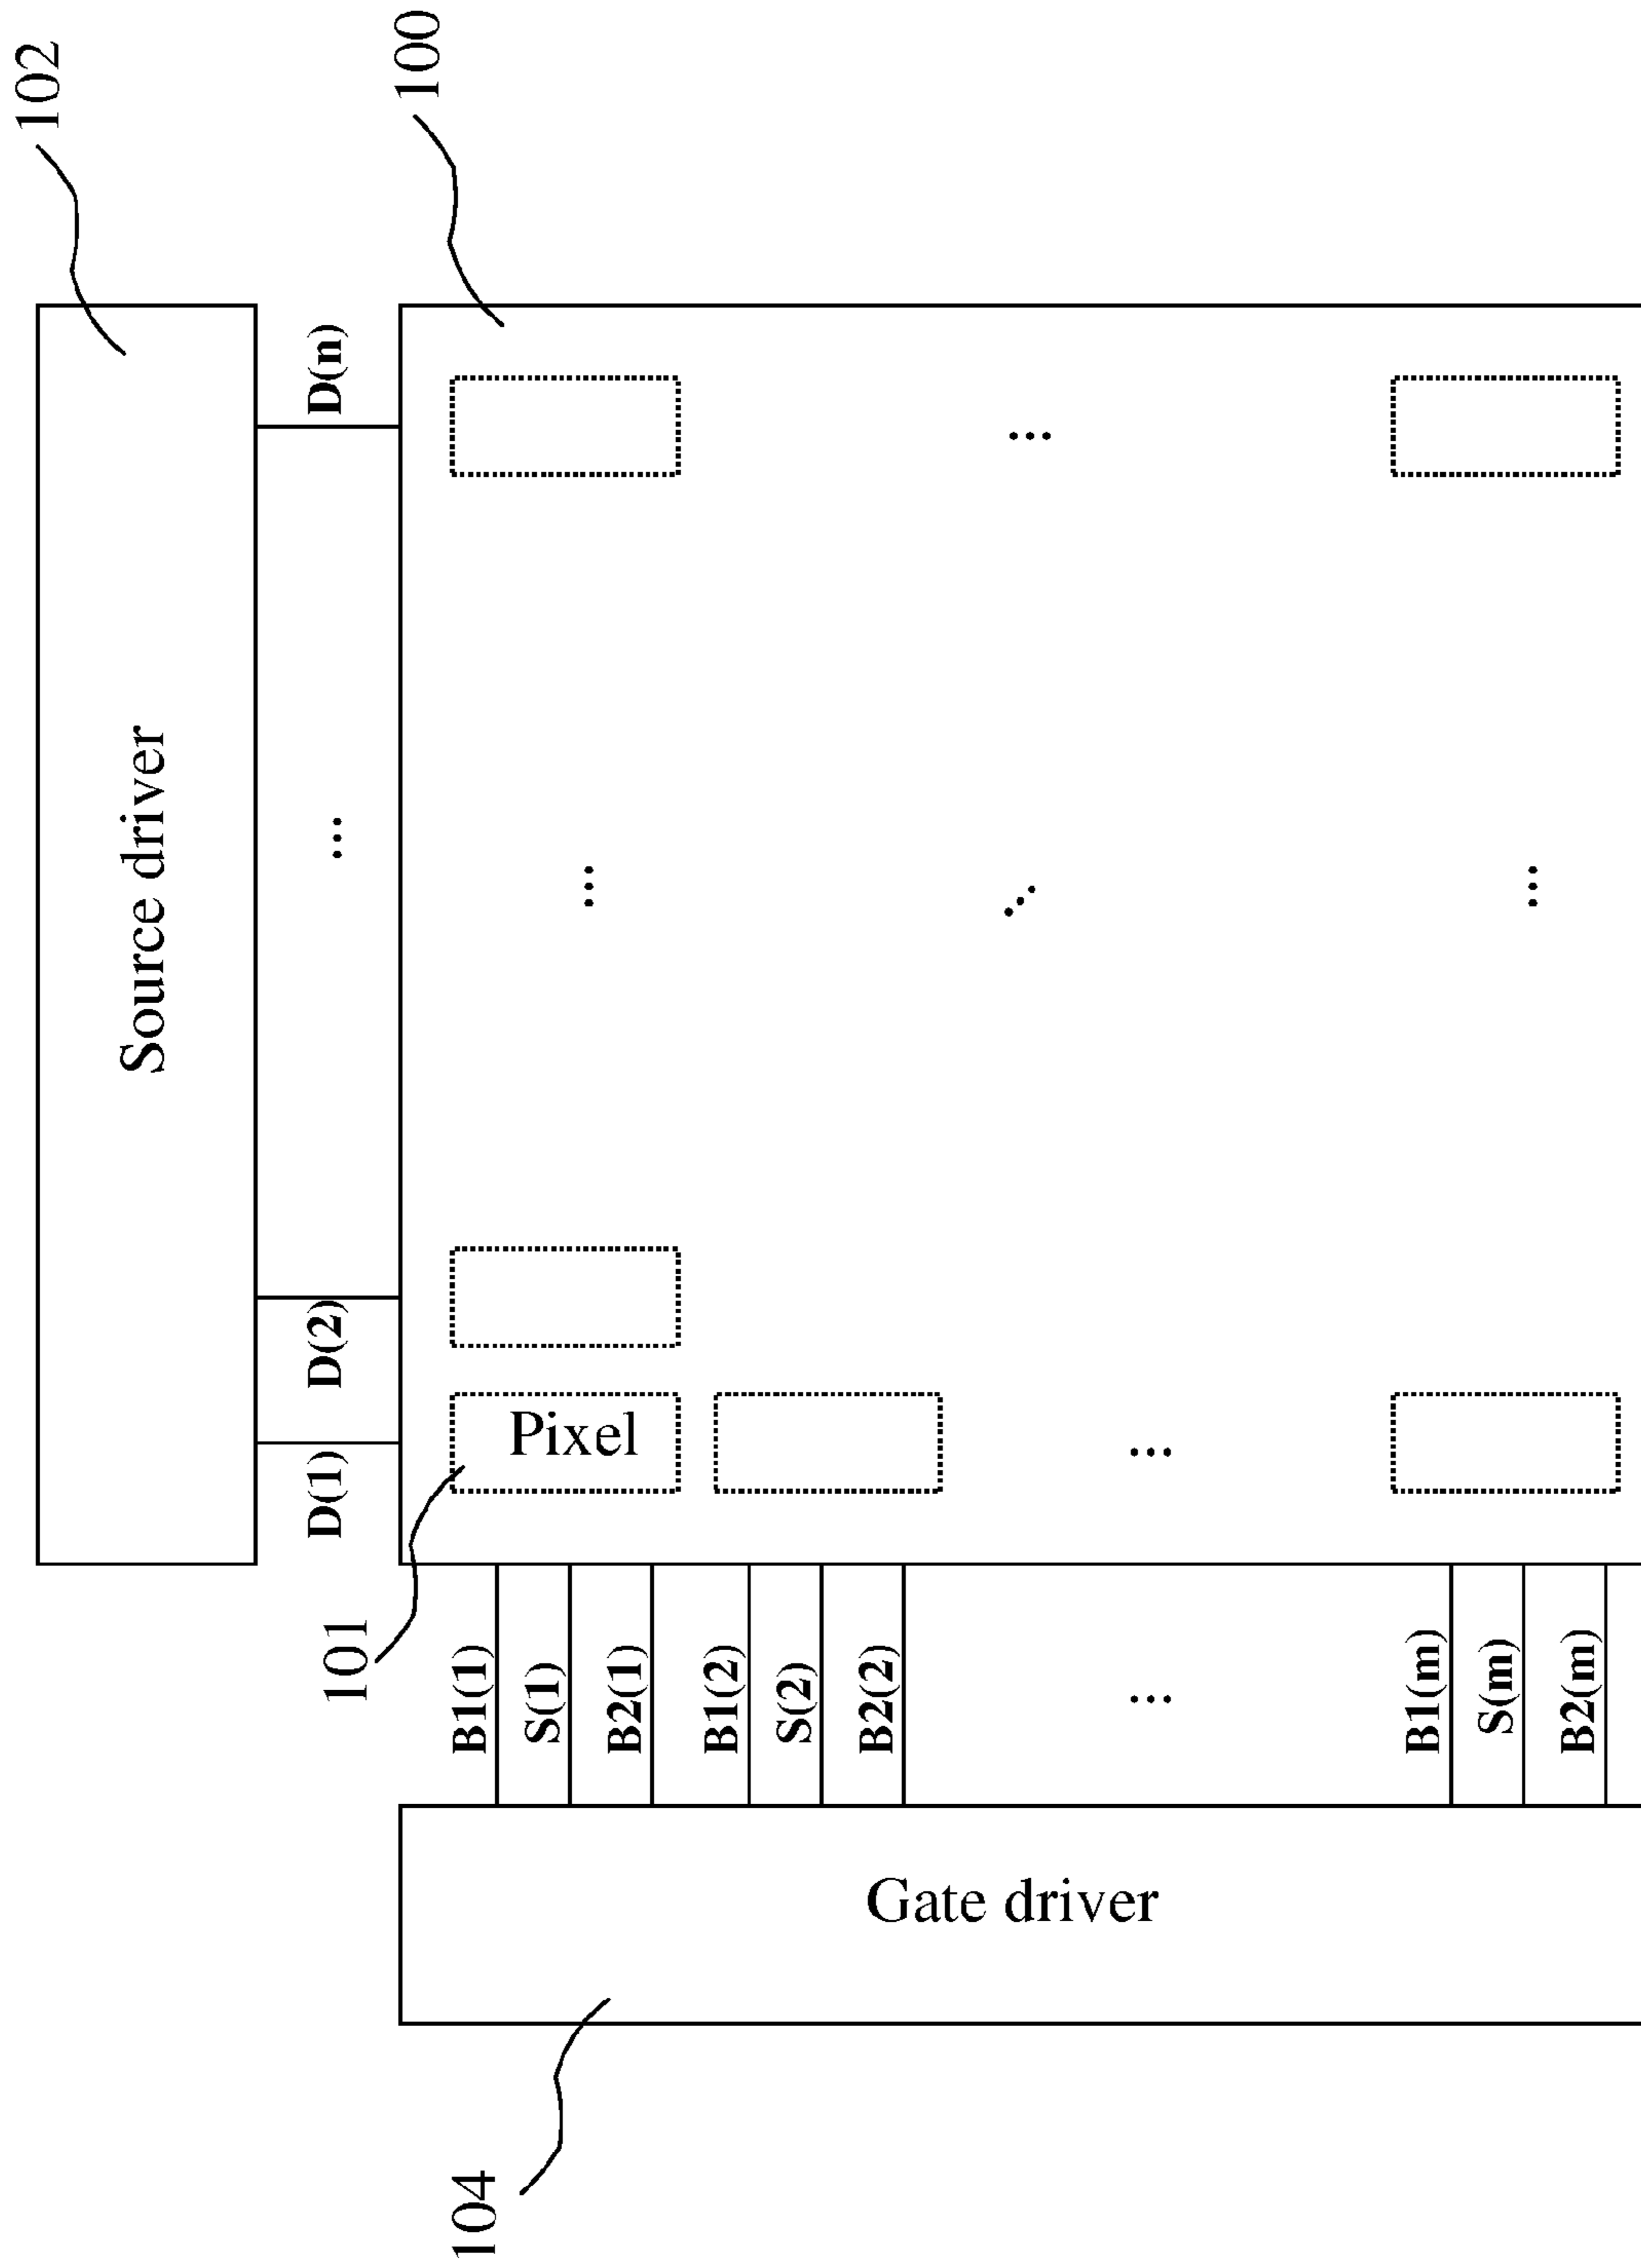 102
Source driver
D(1)
D(2)
...
D(n)
100
101
Pixel
...
...
...
...
...
B1(1)
S(1)
B2(1)
B1(2)
S(2)
B2(2)
...
B1(m)
S(m)
B2(m)
Gate driver
104